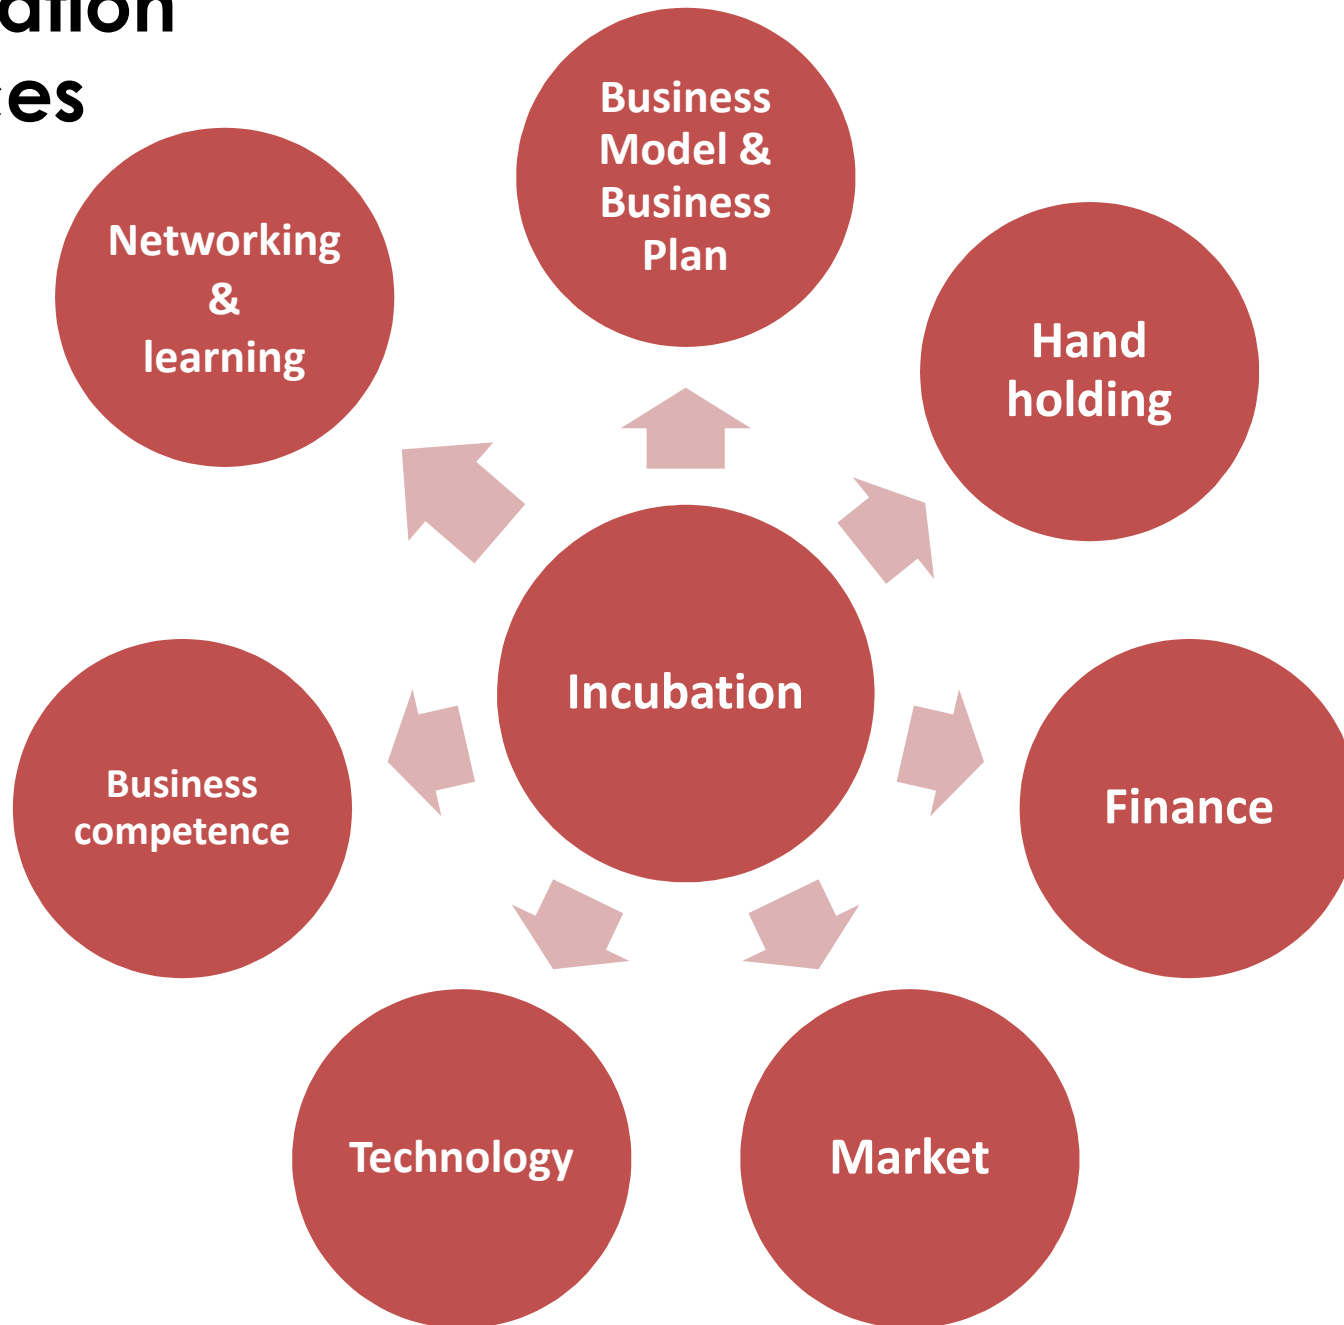 Business
Model &
Business
Plan
Networking
&
learning
Hand
holding
Incubation
Business
competence
Finance
Technology
Market